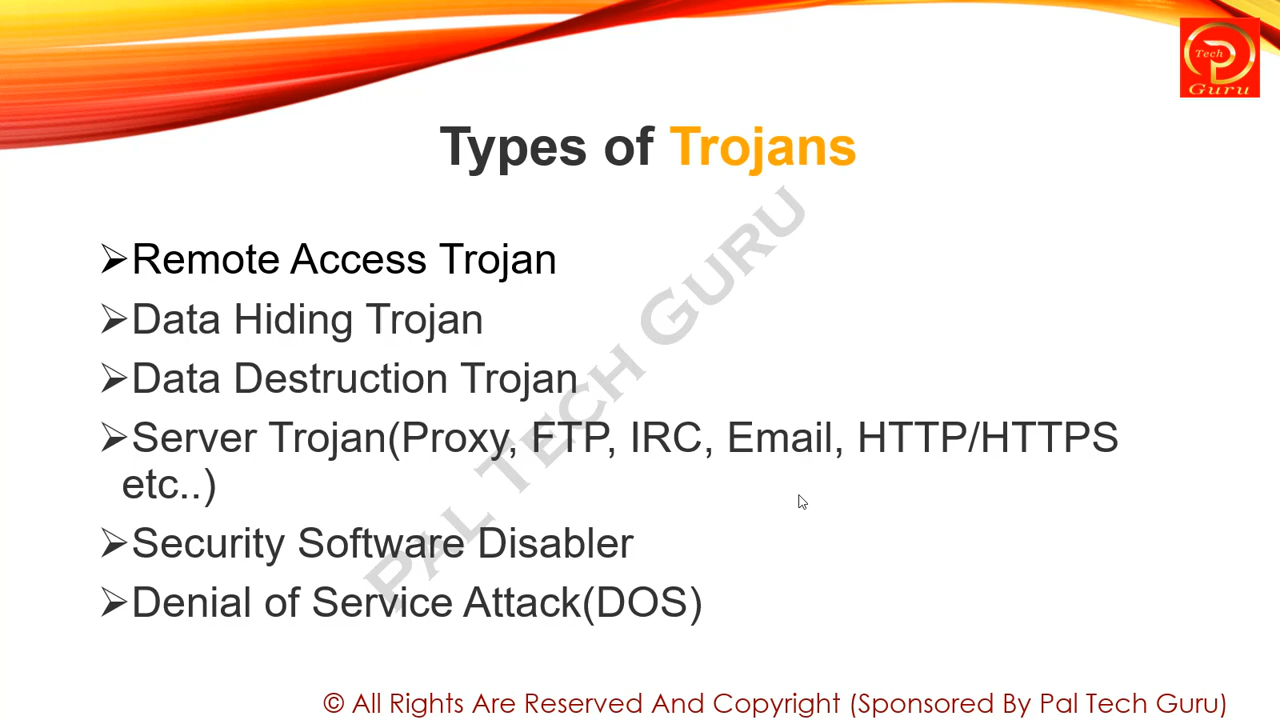 Tech
Guru
Types of Trojans
➢Remote Access Trojan
➢Data Hiding Trojan
➢Data Destruction Trojan
➢Server Trojan(Proxy, FTP, IRC, Email, HTTP/HTTPS
etc..)
➢Security Software Disabler
➢Denial of Service Attack(DOS)
PAL TECH GURU
© All Rights Are Reserved And Copyright (Sponsored By Pal Tech Guru)